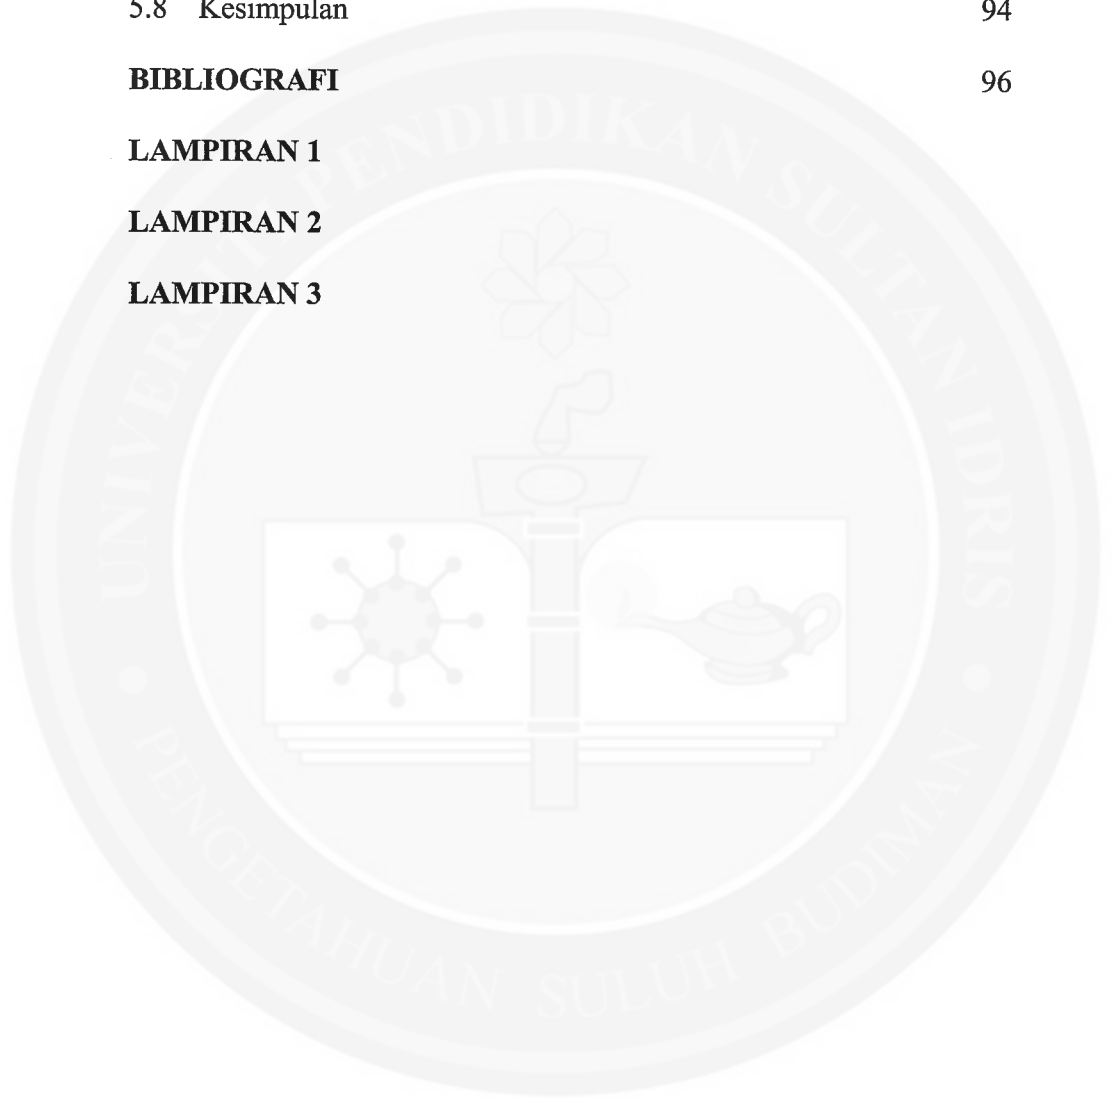 5.8 Kesimpulan 94
BIBLIOGRAFI 96
LAMPIRAN 1
LAMPIRAN 2
LAMPIRAN 3
UNIVERSITI PENDIDIKAN SULTAN IDRIS
PENGETAHUAN SULUH BUDIMAN